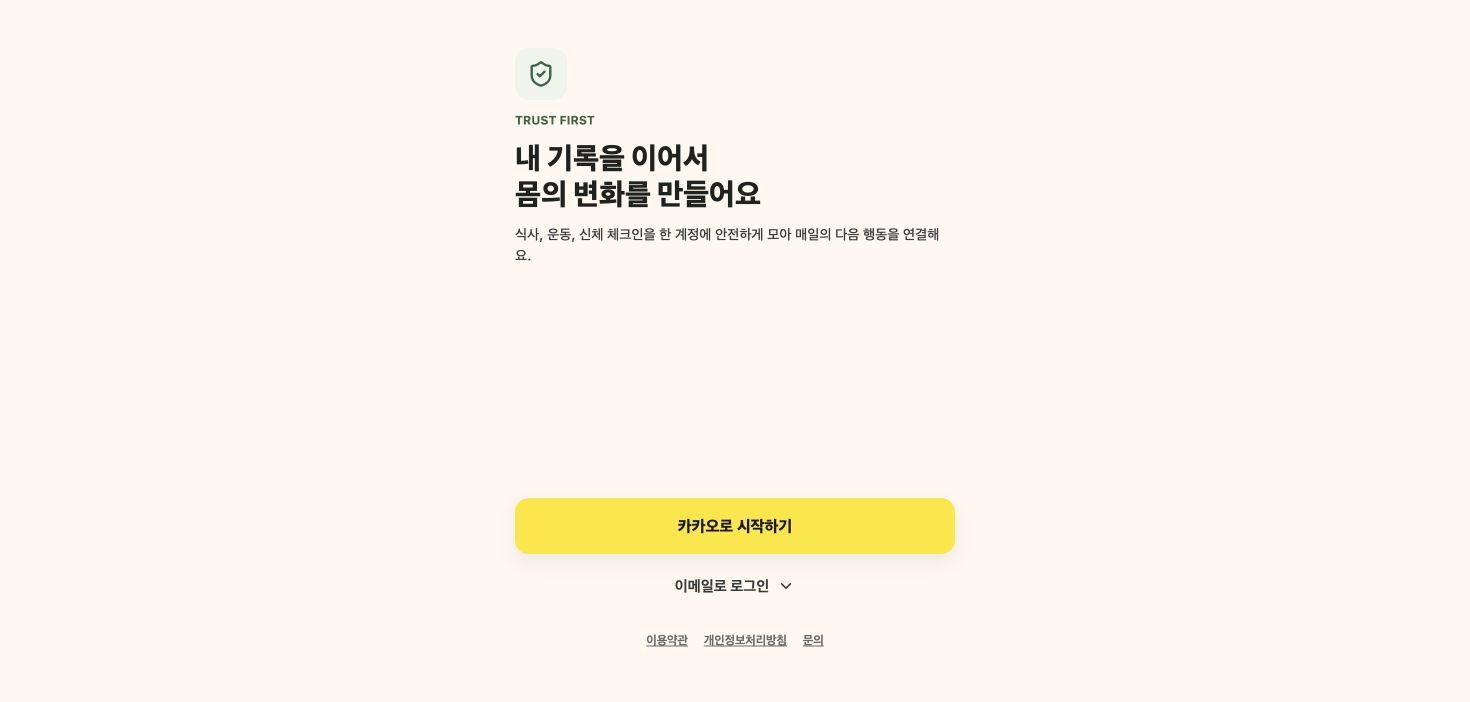 TRUST FIRST
내 기록을 이어서
몸의 변화를 만들어요
식사, 운동, 신체 체크인을 한 계정에 안전하게 모아 매일의 다음 행동을 연결해
요.
카카오로 시작하기
이메일로 로그인
이용약관 개인정보처리방침 문의